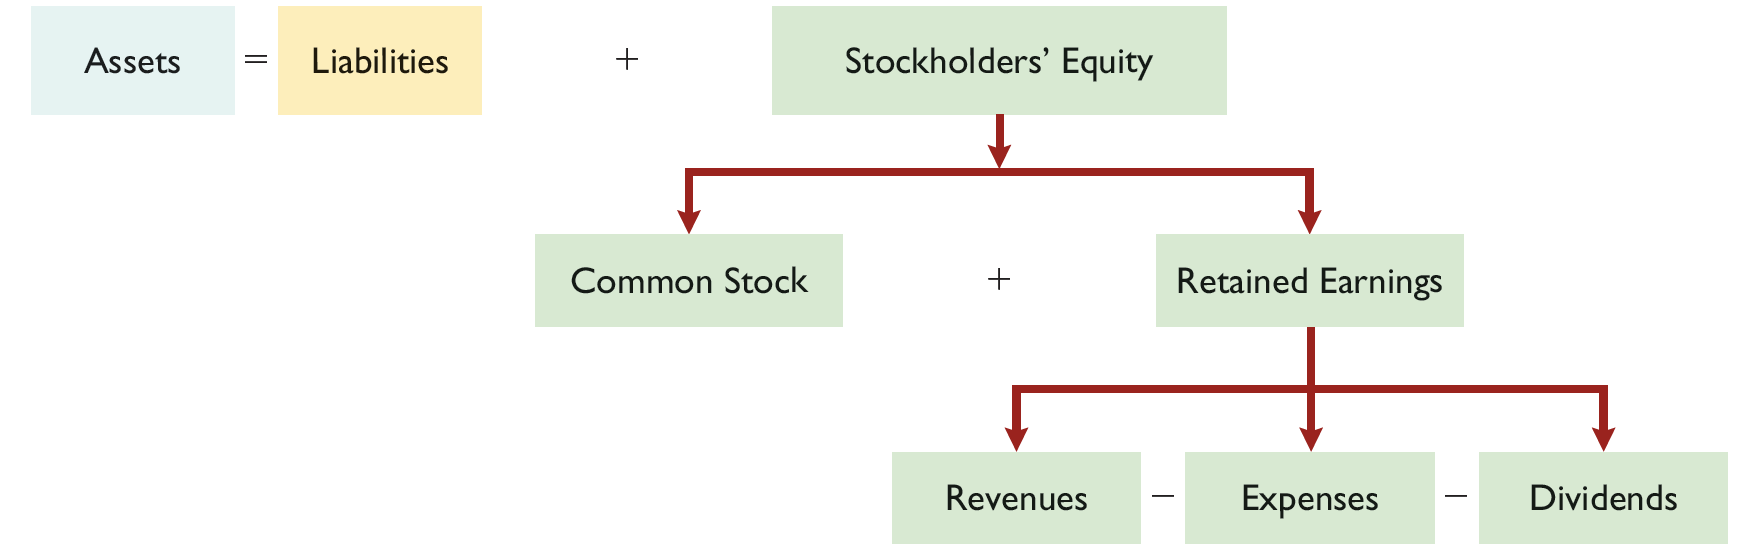 Assets = Liabilities + Stockholders’ Equity
Common Stock + Retained Earnings
Revenues – Expenses – Dividends